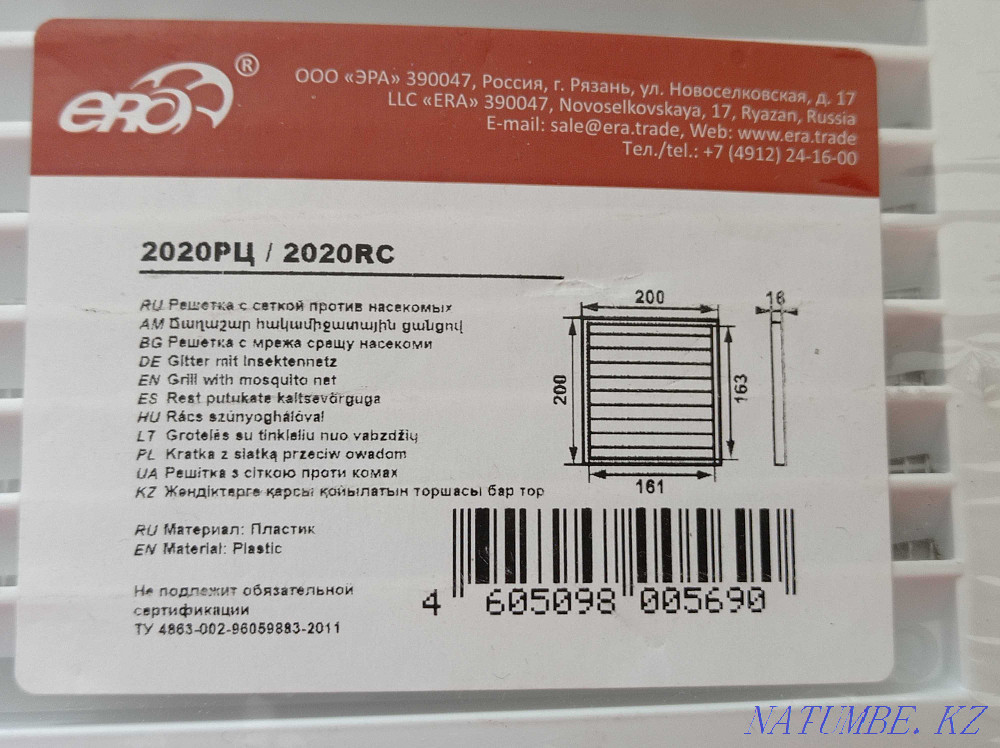 ERA®
ООО «ЭРА» 390047, Россия, г. Рязань, ул. Новоселковская, д. 17
LLC «ERA» 390047, Novoselkovskaya, 17, Ryazan, Russia
E-mail: sale@era.trade, Web: www.era.trade
Тел./tel.: +7 (4912) 24-16-00
2020РЦ / 2020RC
RU Решетка с сеткой против насекомых
AM Ճաղաշար հակամիջատային ցանցով
BG Решетка с мрежа срещу насекоми
DE Gitter mit Insektennetz
EN Grill with mosquito net
ES Rest putukate kaitsevõrguga
HU Rács szúnyoghálóval
LT Grotelės su tinkleliu nuo vabzdžių
PL Kratka z siatką przeciw owadom
UA Решітка з сіткою проти комах
KZ Жәндіктерге қарсы қойылатын торшасы бар тор
RU Материал: Пластик
EN Material: Plastic
Не подлежит обязательной
сертификации
ТУ 4863-002-96059883-2011
200
18
200
163
161
4 605098 005690
NATUMBE.KZ